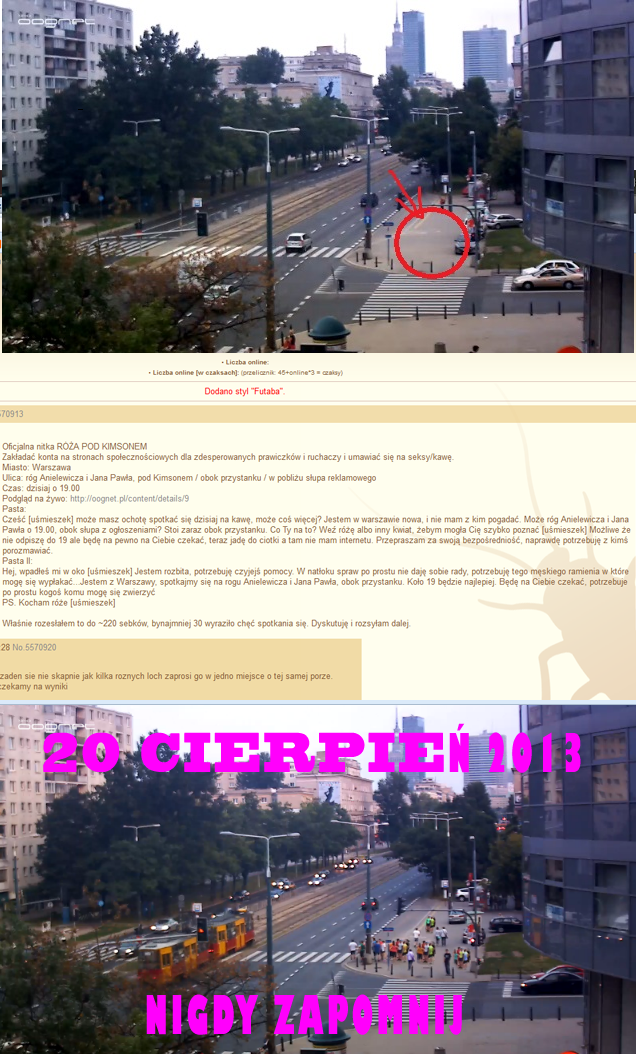 oognet
• Liczba online:
• Liczba online [w czaksach]: (przelicznik: 45+online*3 = czaksy)
Dodano styl "Futaba".
570913
Oficjalna nitka RÓŻA POD KIMSONEM
Zakładać konta na stronach społecznościowych dla zdesperowanych prawiczków i ruchaczy i umawiać się na seksy/kawę.
Miasto: Warszawa
Ulica: róg Anielewicza i Jana Pawła, pod Kimsonem / obok przystanku / w pobliżu słupa reklamowego
Czas: dzisiaj o 19.00
Podgląd na żywo: http://oognet.pl/content/details/9
Pasta:
Cześć [uśmieszek] może masz ochotę spotkać się dzisiaj na kawę, może coś więcej? Jestem w warszawie nowa, i nie mam z kim pogadać. Może róg Anielewicza i Jana
Pawła o 19.00, obok słupa z ogłoszeniami? Stoi zaraz obok przystanku. Co Ty na to? Weź różę albo inny kwiat, żebym mogła Cię szybko poznać [uśmieszek] Możliwe że
nie odpiszę do 19 ale będę na pewno na Ciebie czekać, teraz jadę do ciotki a tam nie mam internetu. Przepraszam za swoją bezpośredniość, naprawdę potrzebuję z kimś
porozmawiać.
Pasta II:
Hej, wpadłeś mi w oko [uśmieszek] Jestem rozbita, potrzebuję czyjejś pomocy. W natłoku spraw po prostu nie daję sobie rady, potrzebuję tego męskiego ramienia w które
mogę się wypłakać...Jestem z Warszawy, spotkajmy się na rogu Anielewicza i Jana Pawła, obok przystanku. Koło 19 będzie najlepiej. Będę na Ciebie czekać, potrzebuje
po prostu kogoś komu mogę się zwierzyć
PS. Kocham róże [uśmieszek]
Właśnie rozesłałem to do ~220 sebków, bynajmniej 30 wyraziło chęć spotkania się. Dyskutuję i rozsyłam dalej.
:28 No.5570920
zaden sie nie skapnie jak kilka roznych loch zaprosi go w jedno miejsce o tej samej porze.
czekamy na wyniki
oognet
20 CIERPIEŃ 2013
NIGDY ZAPOMNIJ